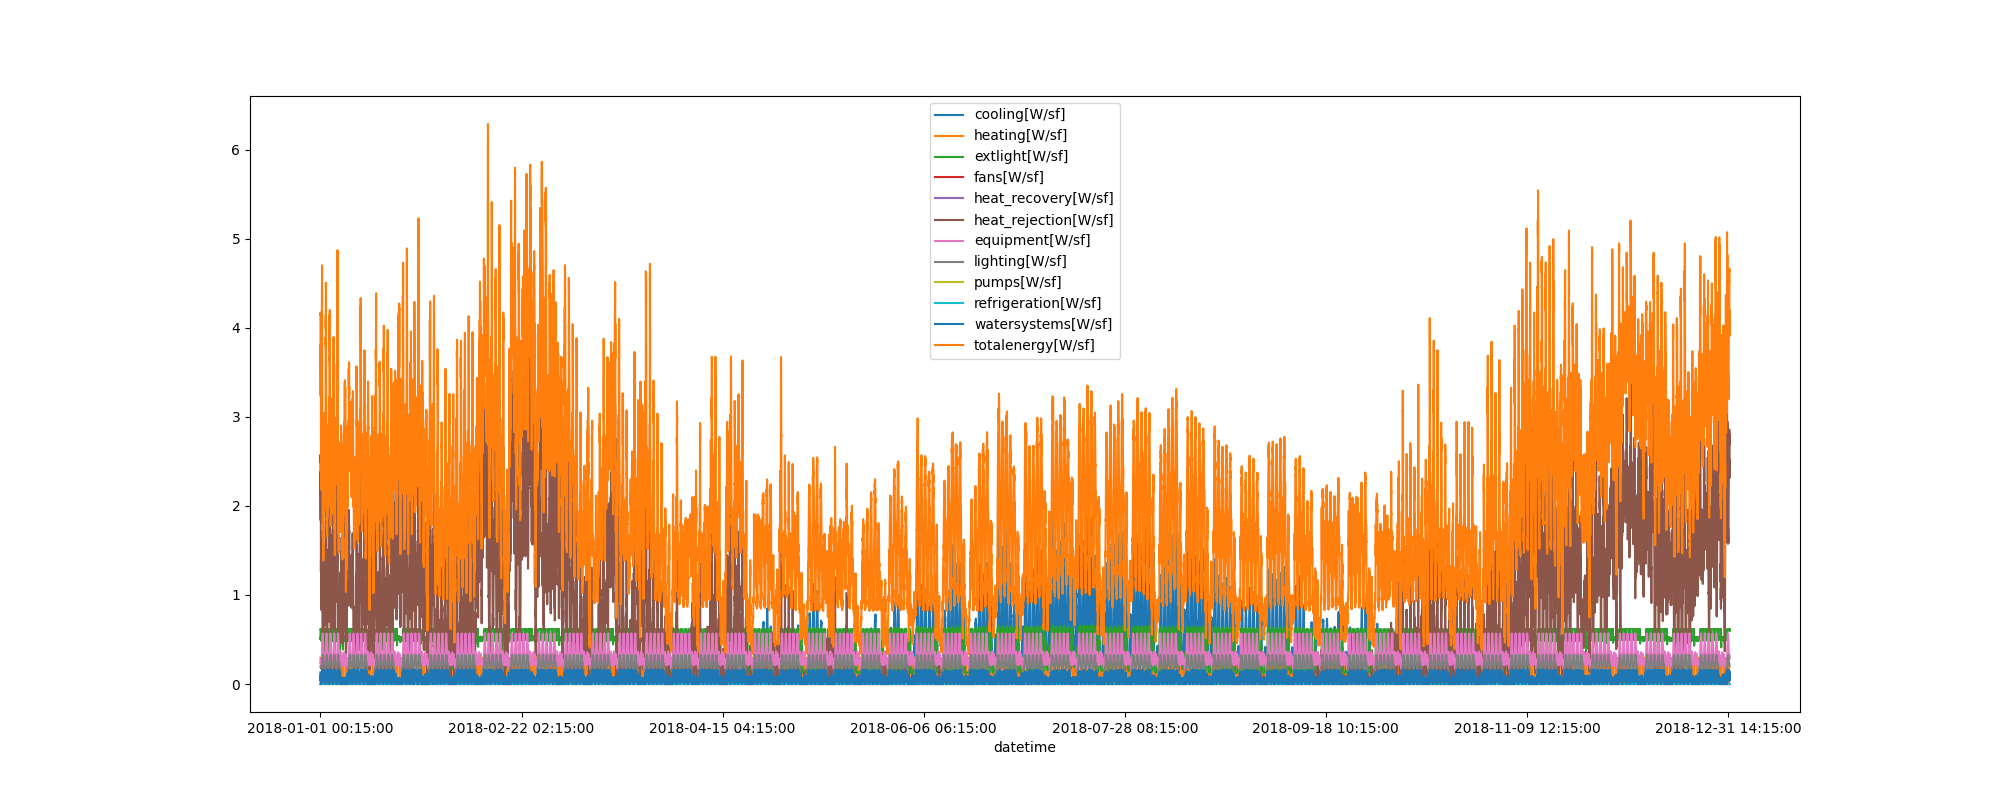 cooling[W/sf]
heating[W/sf]
extlight[W/sf]
fans[W/sf]
heat_recovery[W/sf]
heat_rejection[W/sf]
equipment[W/sf]
lighting[W/sf]
pumps[W/sf]
refrigeration[W/sf]
watersystems[W/sf]
totalenergy[W/sf]
6
5
4
3
2
1
0
2018-01-01 00:15:00 2018-02-22 02:15:00 2018-04-15 04:15:00 2018-06-06 06:15:00 2018-07-28 08:15:00 2018-09-18 10:15:00 2018-11-09 12:15:00 2018-12-31 14:15:00
datetime